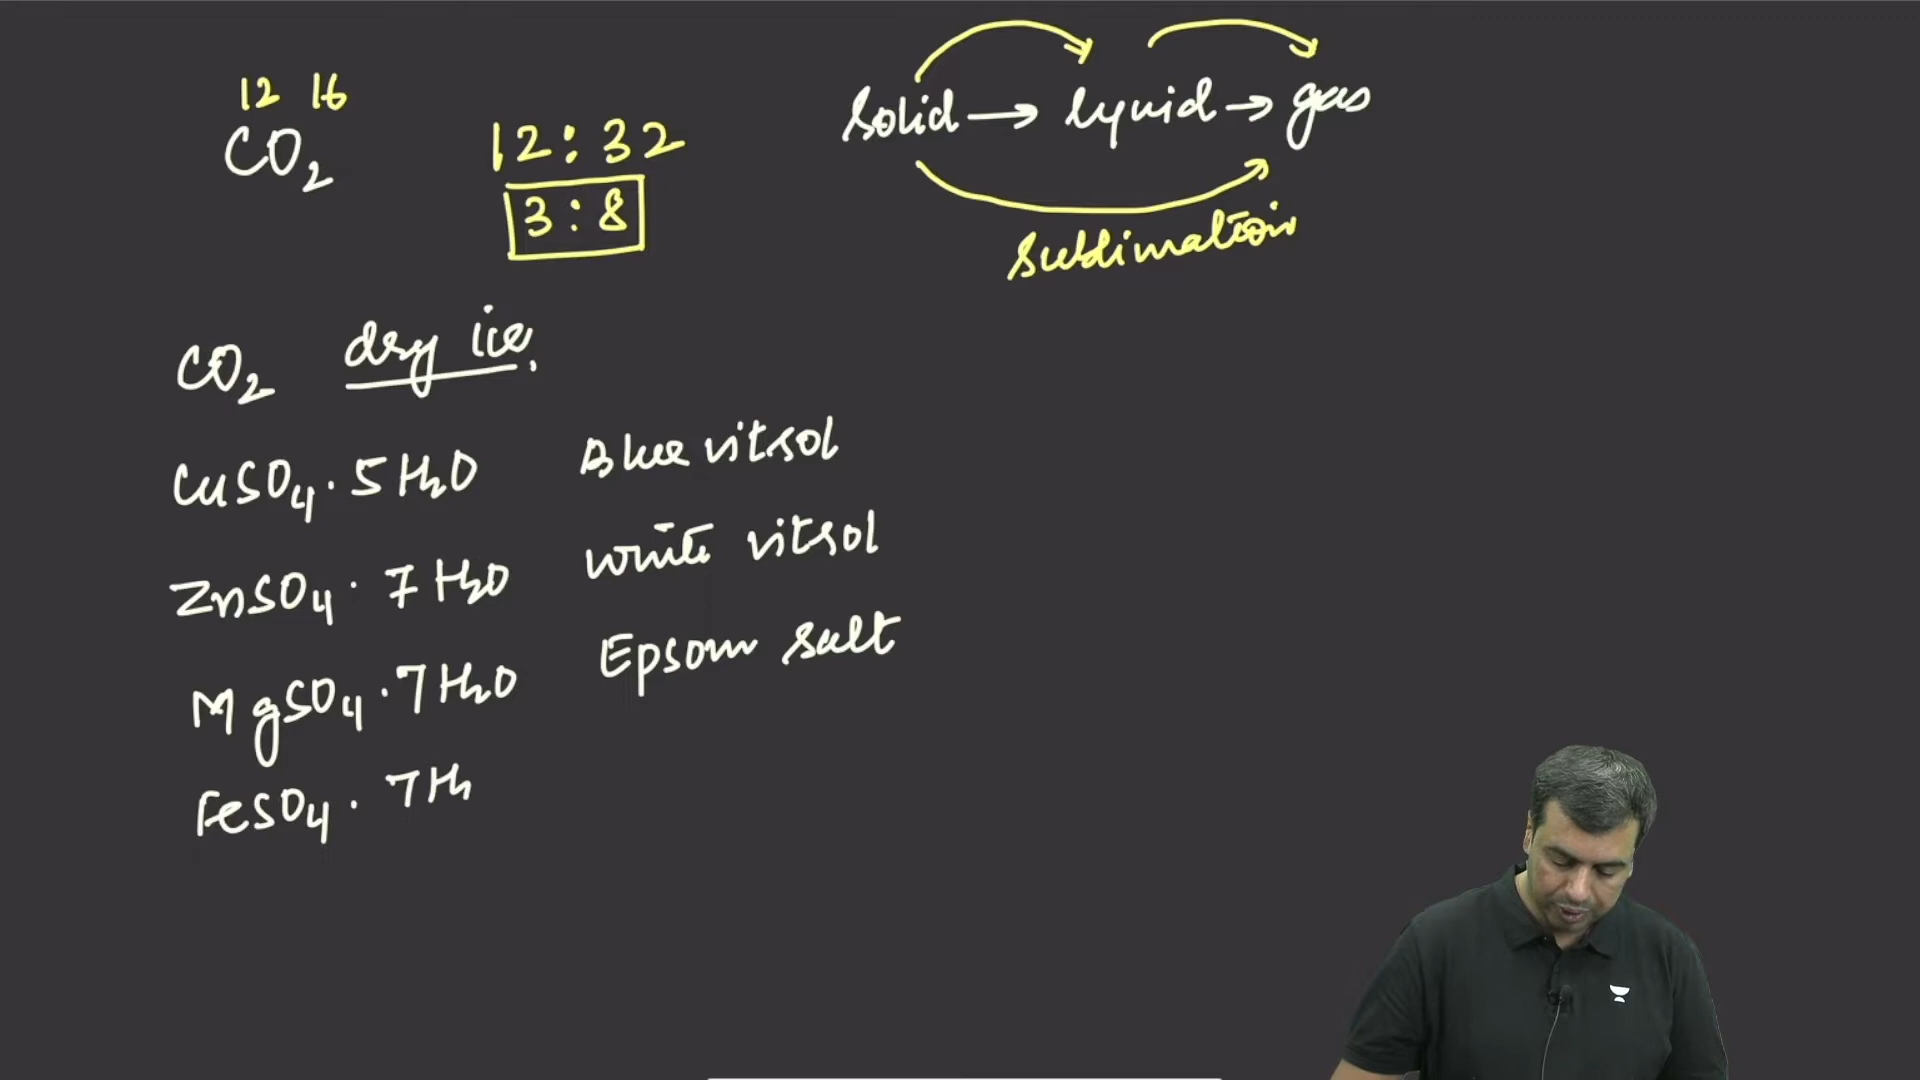 12 16
CO₂
12 : 32
3 : 8
Solid → liquid → gas
Sublimation
CO₂ dry ice.
CuSO₄ · 5H₂O Blue vitriol
ZnSO₄ · 7H₂O white vitriol
MgSO₄ · 7H₂O Epsom salt
FeSO₄ · 7H